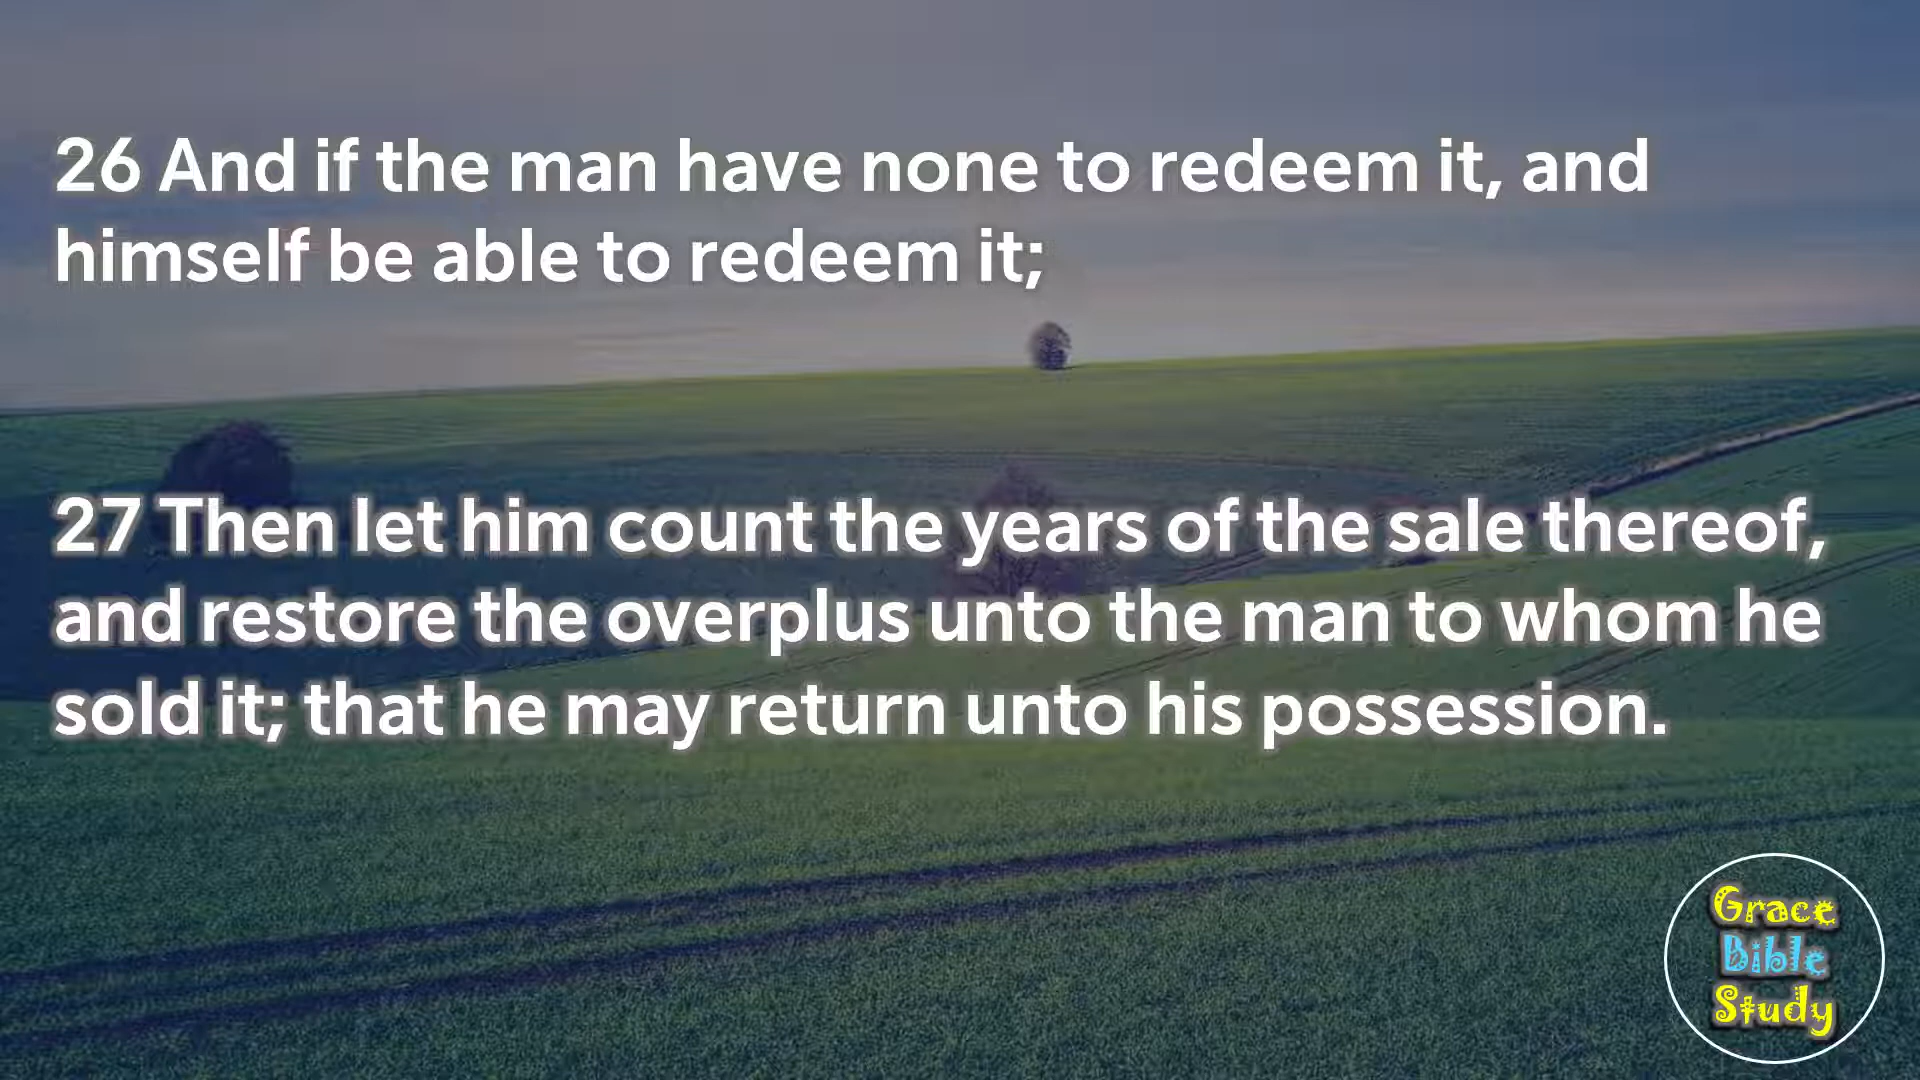 26 And if the man have none to redeem it, and
himself be able to redeem it;
27 Then let him count the years of the sale thereof,
and restore the overplus unto the man to whom he
sold it; that he may return unto his possession.
Grace
Bible
Study